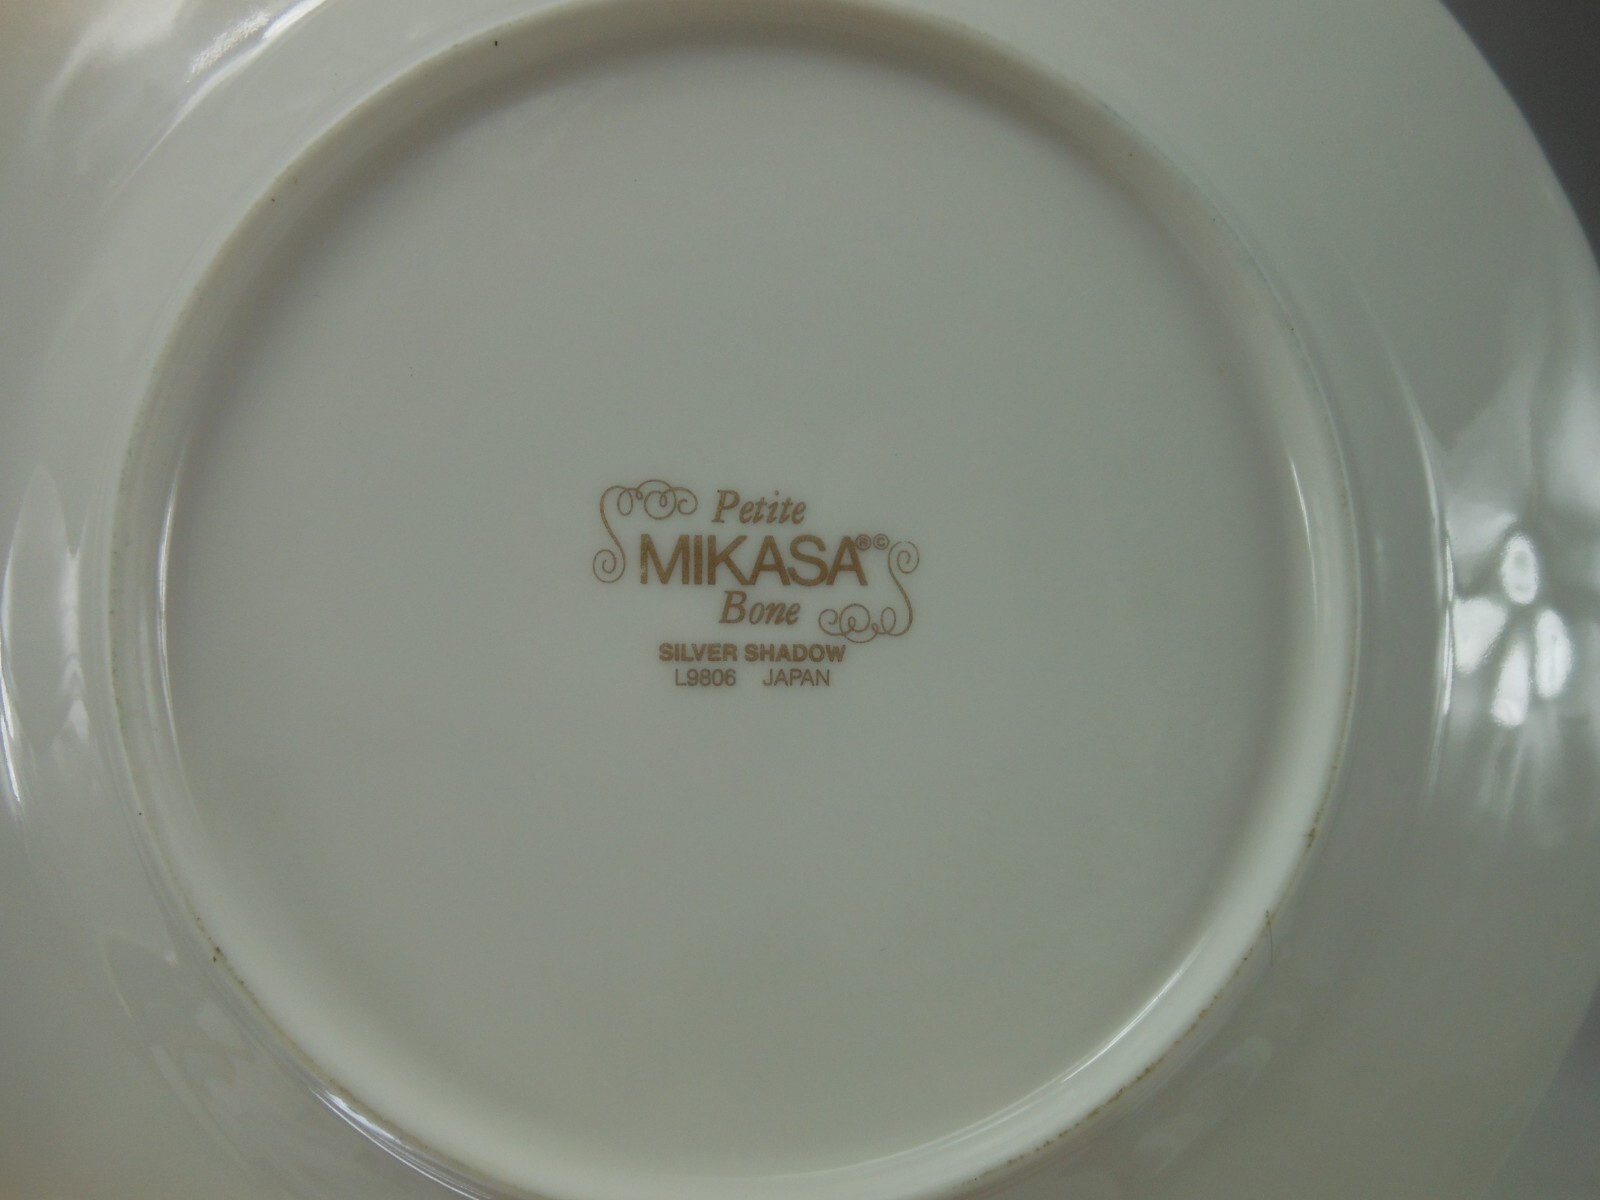 Petite
MIKASA®©
Bone
SILVER SHADOW
L9806 JAPAN